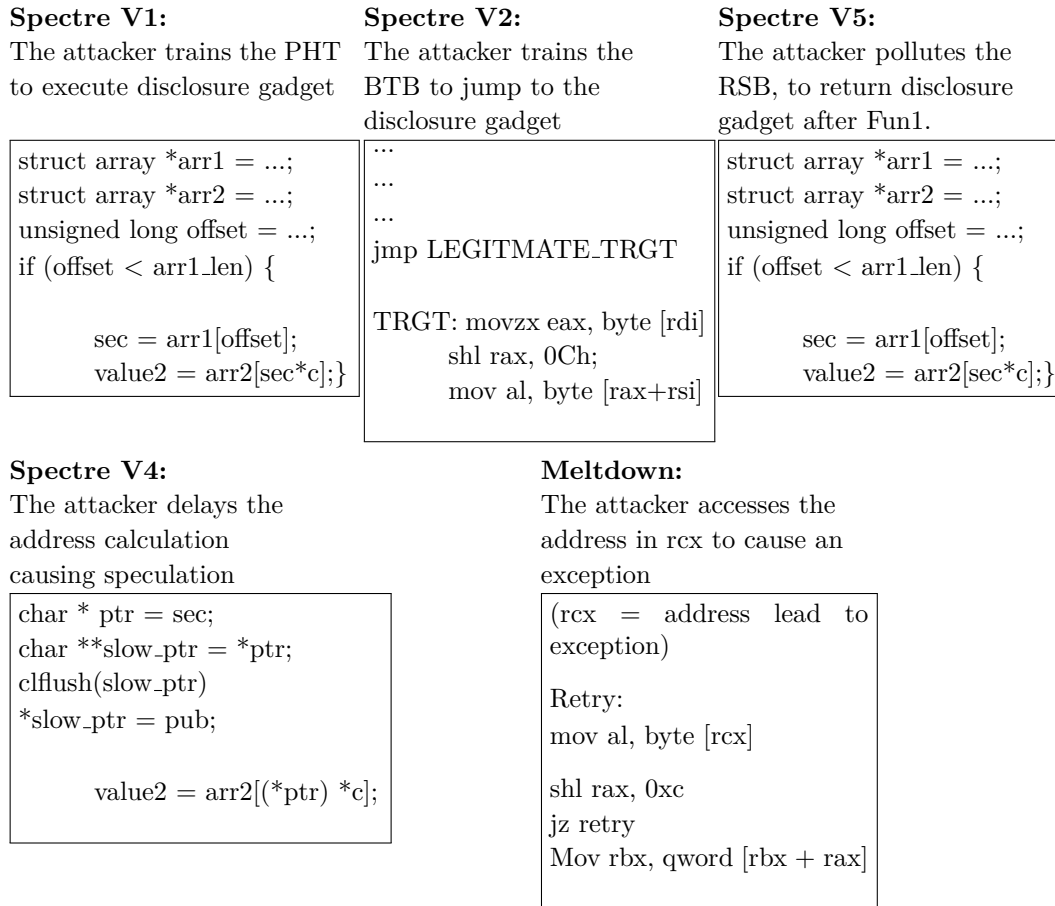 Spectre V1:
The attacker trains the PHT
to execute disclosure gadget
struct array *arr1 = ...;
struct array *arr2 = ...;
unsigned long offset = ...;
if (offset < arr1_len) {
sec = arr1[offset];
value2 = arr2[sec*c];}
Spectre V2:
The attacker trains the
BTB to jump to the
disclosure gadget
...
...
...
jmp LEGITMATE_TRGT
TRGT: movzx eax, byte [rdi]
shl rax, 0Ch;
mov al, byte [rax+rsi]
Spectre V5:
The attacker pollutes the
RSB, to return disclosure
gadget after Fun1.
struct array *arr1 = ...;
struct array *arr2 = ...;
unsigned long offset = ...;
if (offset < arr1_len) {
sec = arr1[offset];
value2 = arr2[sec*c];}
Spectre V4:
The attacker delays the
address calculation
causing speculation
char * ptr = sec;
char **slow_ptr = *ptr;
clflush(slow_ptr)
*slow_ptr = pub;
value2 = arr2[(*ptr) *c];
Meltdown:
The attacker accesses the
address in rcx to cause an
exception
(rcx = address lead to
exception)
Retry:
mov al, byte [rcx]
shl rax, 0xc
jz retry
Mov rbx, qword [rbx + rax]